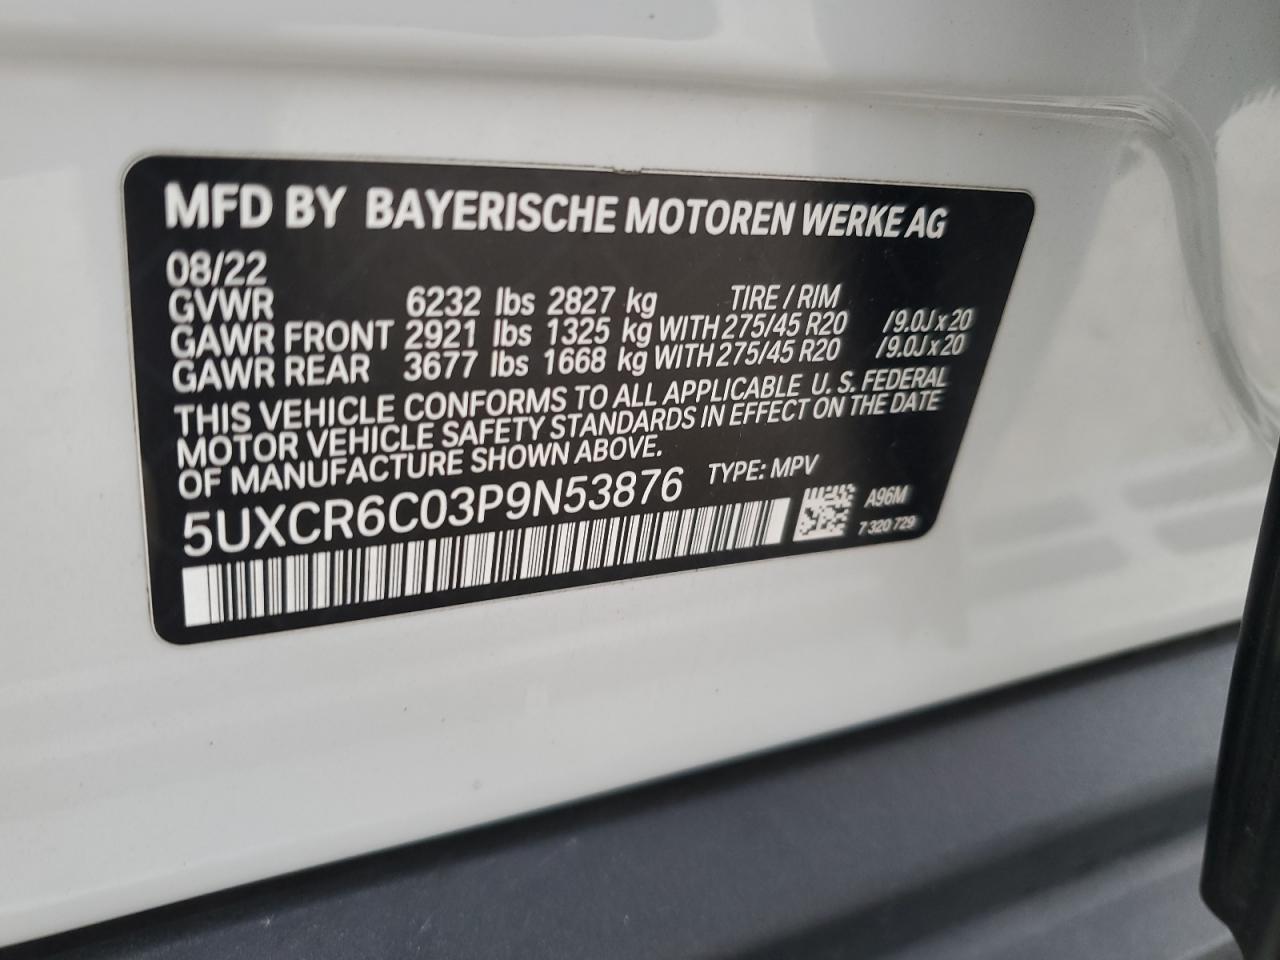 MFD BY BAYERISCHE MOTOREN WERKE AG
08/22
GVWR 6232 lbs 2827 kg TIRE / RIM
GAWR FRONT 2921 lbs 1325 kg WITH 275/45 R20 /9.0J x 20
GAWR REAR 3677 lbs 1668 kg WITH 275/45 R20 /9.0J x 20
THIS VEHICLE CONFORMS TO ALL APPLICABLE U. S. FEDERAL
MOTOR VEHICLE SAFETY STANDARDS IN EFFECT ON THE DATE
OF MANUFACTURE SHOWN ABOVE.
5UXCR6C03P9N53876 TYPE: MPV
A96M
7 320 729